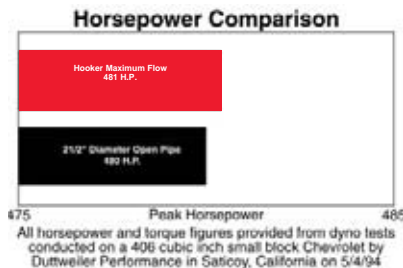 Horsepower Comparison
Hooker Maximum Flow
481 H.P.
21/2" Diameter Open Pipe
480 H.P.
475 Peak Horsepower 485
All horsepower and torque figures provided from dyno tests
conducted on a 406 cubic inch small block Chevrolet by
Duttweiler Performance in Saticoy, California on 5/4/94